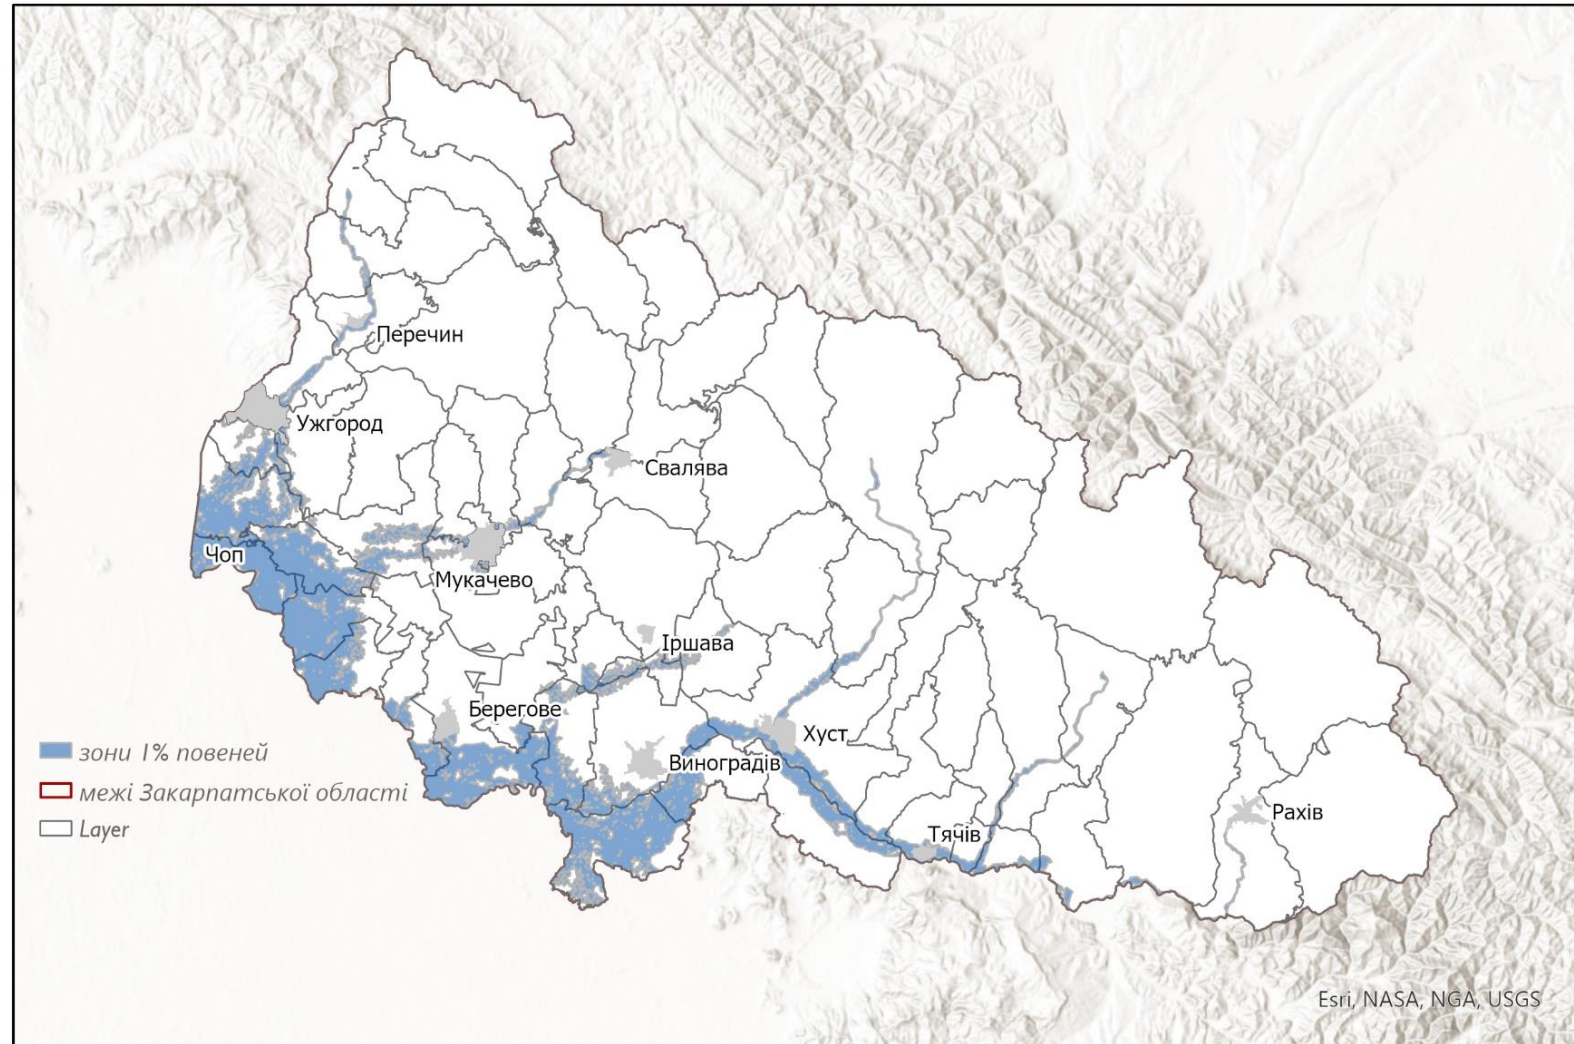 Перечин
Ужгород
Свалява
Чоп
Мукачево
Іршава
Берегове
Хуст
Виноградів
Рахів
Тячів
зони 1% повеней
межі Закарпатської області
Layer
Esri, NASA, NGA, USGS